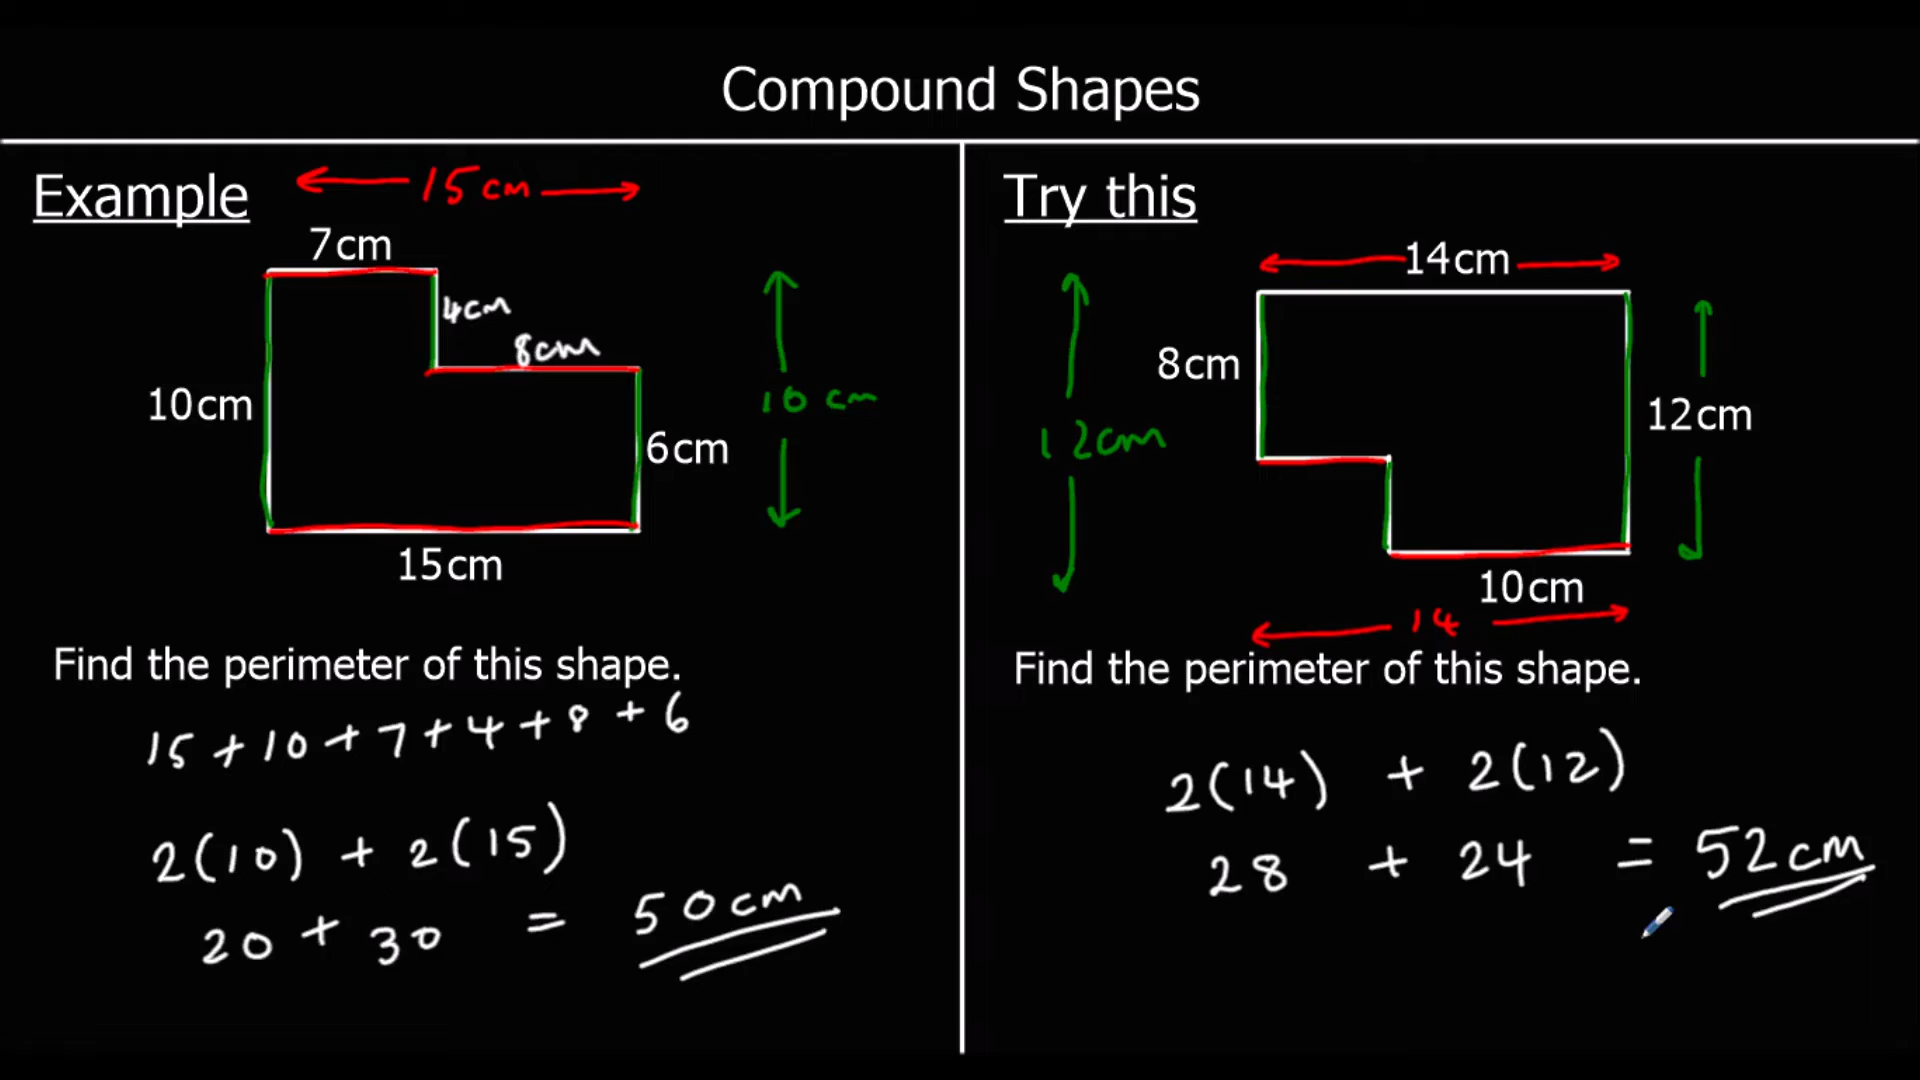 Compound Shapes
Example
15cm
7cm
4cm
8cm
10cm
10cm
6cm
15cm
Find the perimeter of this shape.
15 + 10 + 7 + 4 + 8 + 6
2(10) + 2(15)
20 + 30 = 50cm
Try this
14cm
8cm
12cm
12cm
10cm
14
Find the perimeter of this shape.
2(14) + 2(12)
28 + 24 = 52cm